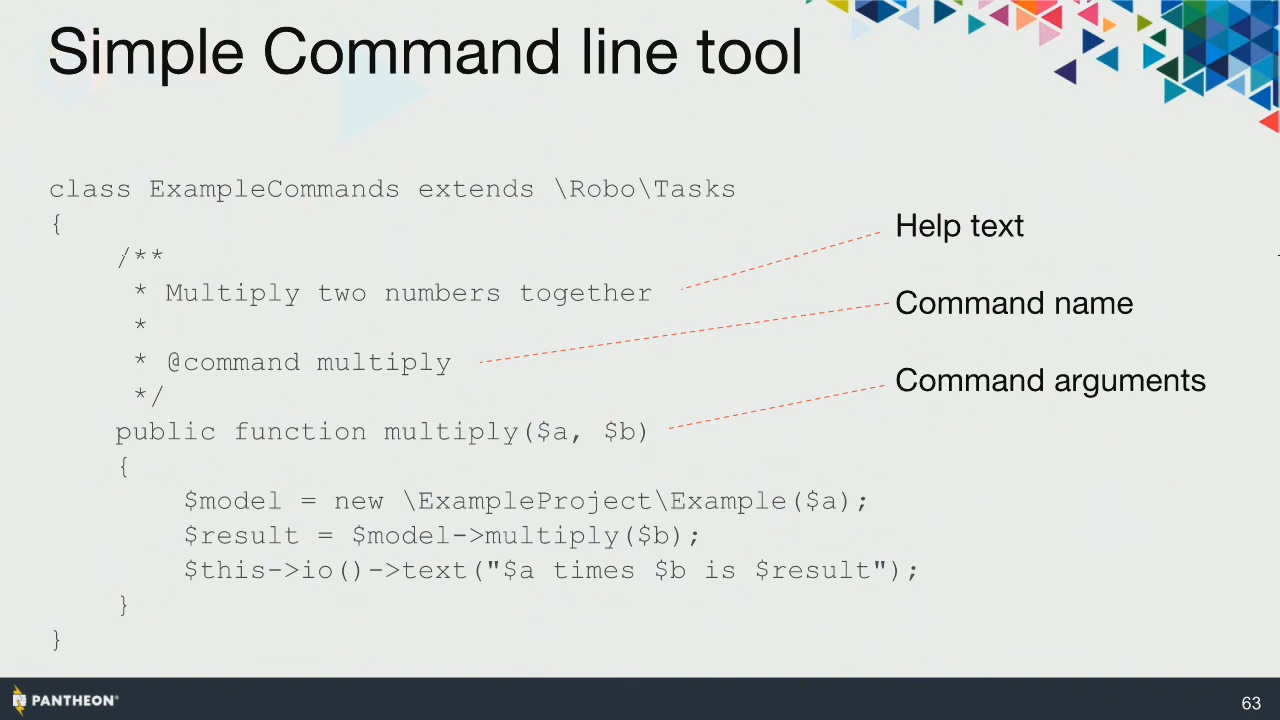 Simple Command line tool
class ExampleCommands extends \Robo\Tasks
{
/**
* Multiply two numbers together
*
* @command multiply
*/
public function multiply($a, $b)
{
$model = new \ExampleProject\Example($a);
$result = $model->multiply($b);
$this->io()->text("$a times $b is $result");
}
}
Help text
Command name
Command arguments
PANTHEON®
63